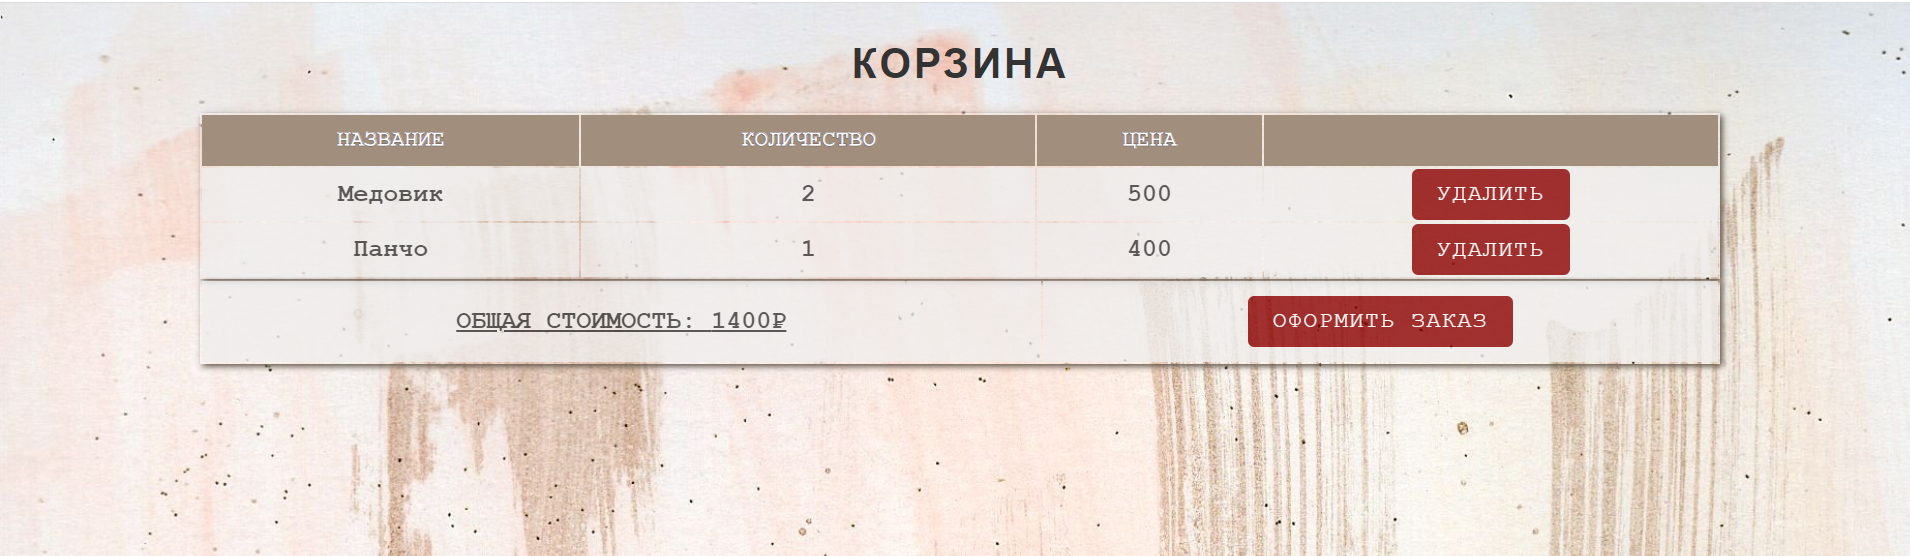 КОРЗИНА
НАЗВАНИЕ КОЛИЧЕСТВО ЦЕНА
Медовик 2 500 УДАЛИТЬ
Панчо 1 400 УДАЛИТЬ
ОБЩАЯ СТОИМОСТЬ: 1400₽ ОФОРМИТЬ ЗАКАЗ